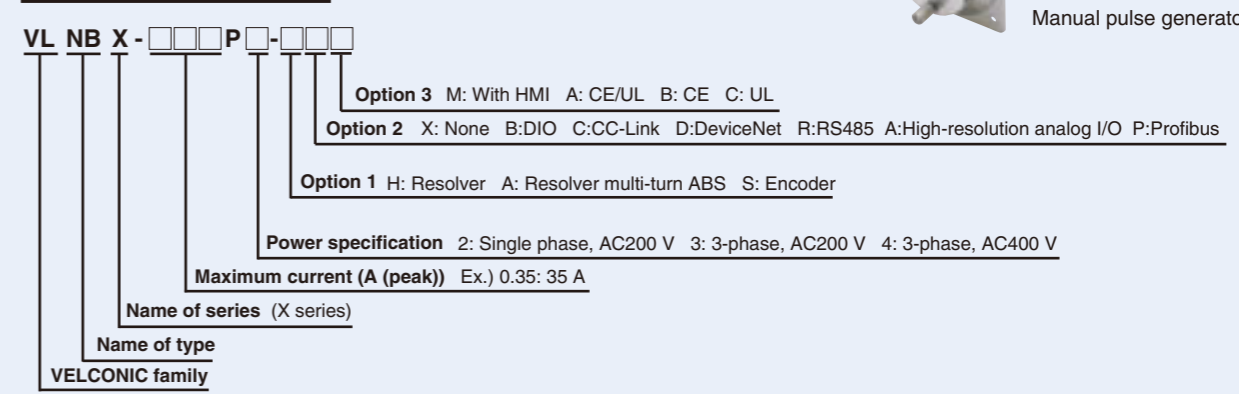 Manual pulse generato
VL NB X - □□□ P □ - □□□
Option 3 M: With HMI A: CE/UL B: CE C: UL
Option 2 X: None B:DIO C:CC-Link D:DeviceNet R:RS485 A:High-resolution analog I/O P:Profibus
Option 1 H: Resolver A: Resolver multi-turn ABS S: Encoder
Power specification 2: Single phase, AC200 V 3: 3-phase, AC200 V 4: 3-phase, AC400 V
Maximum current (A (peak)) Ex.) 0.35: 35 A
Name of series (X series)
Name of type
VELCONIC family